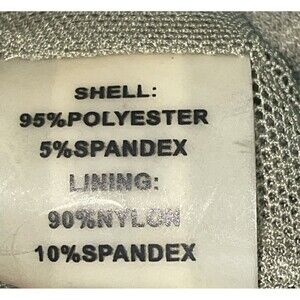 SHELL:
95%POLYESTER
5%SPANDEX
LINING:
90%NYLON
10%SPANDEX